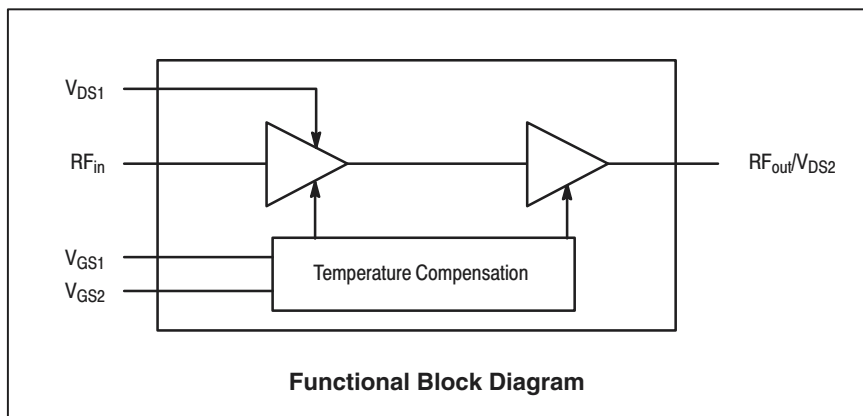 V_DS1
RF_in
RF_out/V_DS2
V_GS1
V_GS2
Temperature Compensation
Functional Block Diagram